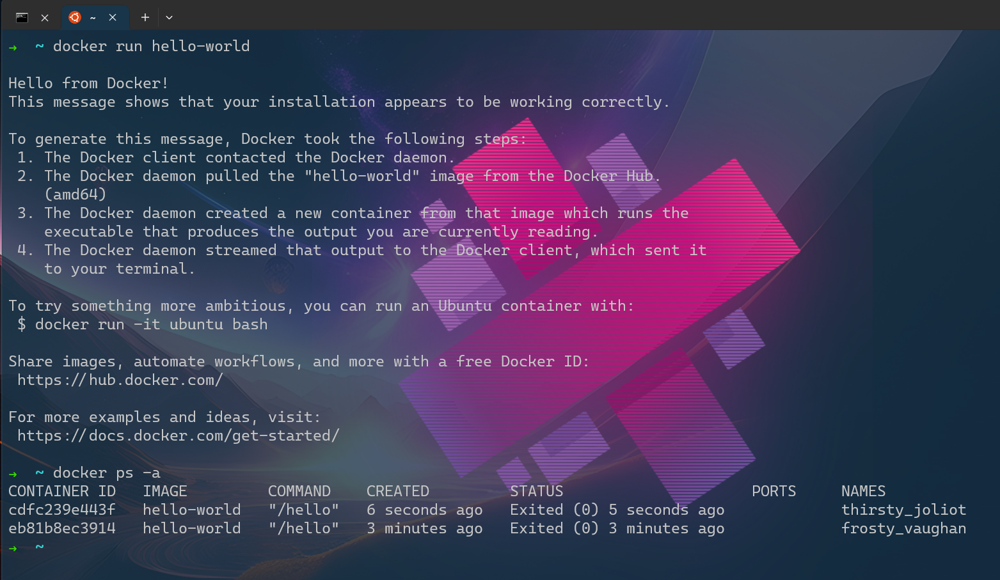 ~
→ ~ docker run hello-world
Hello from Docker!
This message shows that your installation appears to be working correctly.
To generate this message, Docker took the following steps:
1. The Docker client contacted the Docker daemon.
2. The Docker daemon pulled the "hello-world" image from the Docker Hub.
(amd64)
3. The Docker daemon created a new container from that image which runs the
executable that produces the output you are currently reading.
4. The Docker daemon streamed that output to the Docker client, which sent it
to your terminal.
To try something more ambitious, you can run an Ubuntu container with:
$ docker run -it ubuntu bash
Share images, automate workflows, and more with a free Docker ID:
https://hub.docker.com/
For more examples and ideas, visit:
https://docs.docker.com/get-started/
→ ~ docker ps -a
CONTAINER ID IMAGE COMMAND CREATED STATUS PORTS NAMES
cdfc239e443f hello-world "/hello" 6 seconds ago Exited (0) 5 seconds ago thirsty_joliot
eb81b8ec3914 hello-world "/hello" 3 minutes ago Exited (0) 3 minutes ago frosty_vaughan
→ ~